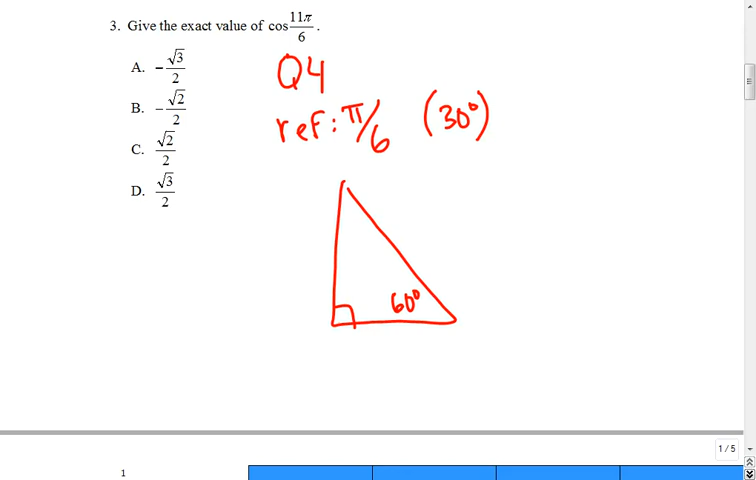 3. Give the exact value of cos 11π/6 .
A. -√3/2
B. -√2/2
C. √2/2
D. √3/2
Q4
ref: π/6 (30°)
60°
1 / 5
1